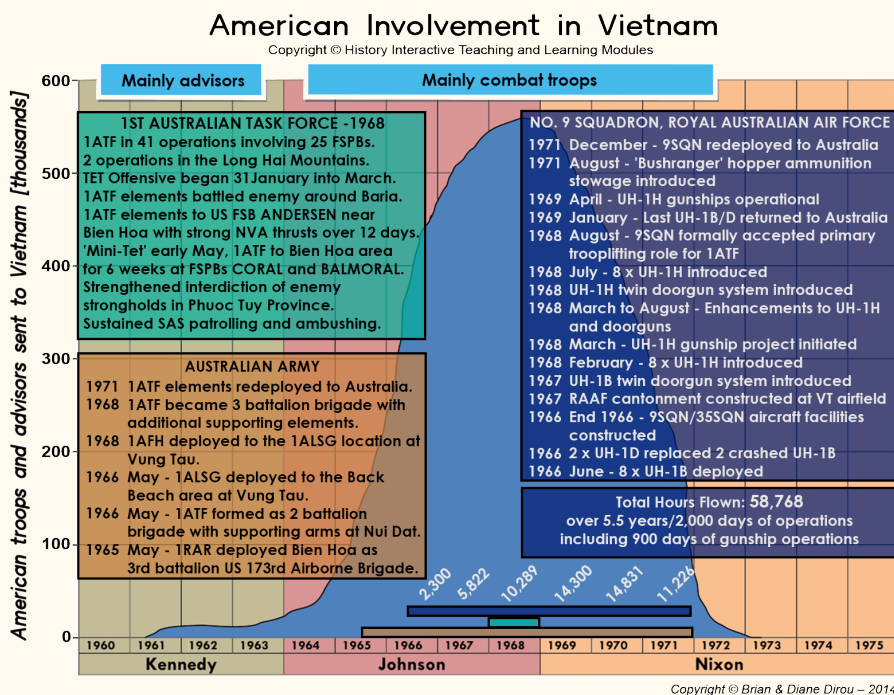 American Involvement in Vietnam
Copyright © History Interactive Teaching and Learning Modules
Mainly advisors
Mainly combat troops
American troops and advisors sent to Vietnam [thousands]
600
500
400
300
200
100
0
1ST AUSTRALIAN TASK FORCE -1968
1ATF in 41 operations involving 25 FSPBs.
2 operations in the Long Hai Mountains.
TET Offensive began 31January into March.
1ATF elements battled enemy around Baria.
1ATF elements to US FSB ANDERSEN near
Bien Hoa with strong NVA thrusts over 12 days.
'Mini-Tet' early May, 1ATF to Bien Hoa area
for 6 weeks at FSPBs CORAL and BALMORAL.
Strengthened interdiction of enemy
strongholds in Phuoc Tuy Province.
Sustained SAS patrolling and ambushing.
AUSTRALIAN ARMY
1971 1ATF elements redeployed to Australia.
1968 1ATF became 3 battalion brigade with
additional supporting elements.
1968 1AFH deployed to the 1ALSG location at
Vung Tau.
1966 May - 1ALSG deployed to the Back
Beach area at Vung Tau.
1966 May - 1ATF formed as 2 battalion
brigade with supporting arms at Nui Dat.
1965 May - 1RAR deployed Bien Hoa as
3rd battalion US 173rd Airborne Brigade.
NO. 9 SQUADRON, ROYAL AUSTRALIAN AIR FORCE
1971 December - 9SQN redeployed to Australia
1971 August - 'Bushranger' hopper ammunition
stowage introduced
1969 April - UH-1H gunships operational
1969 January - Last UH-1B/D returned to Australia
1968 August - 9SQN formally accepted primary
trooplifting role for 1ATF
1968 July - 8 x UH-1H introduced
1968 UH-1H twin doorgun system introduced
1968 March to August - Enhancements to UH-1H
and doorguns
1968 March - UH-1H gunship project initiated
1968 February - 8 x UH-1H introduced
1967 UH-1B twin doorgun system introduced
1967 RAAF cantonment constructed at VT airfield
1966 End 1966 - 9SQN/35SQN aircraft facilities
constructed
1966 2 x UH-1D replaced 2 crashed UH-1B
1966 June - 8 x UH-1B deployed
Total Hours Flown: 58,768
over 5.5 years/2,000 days of operations
including 900 days of gunship operations
2,300 5,822 10,289 14,300 14,831 11,226
1960 1961 1962 1963 1964 1965 1966 1967 1968 1969 1970 1971 1972 1973 1974 1975
Kennedy Johnson Nixon
Copyright © Brian & Diane Dirou – 2014